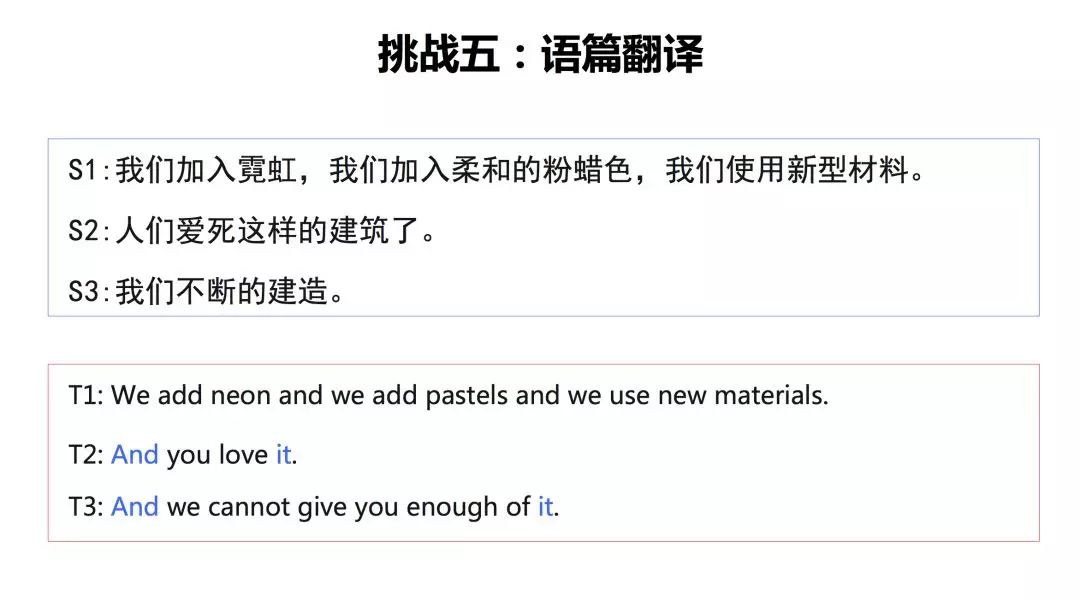 挑战五：语篇翻译
S1:我们加入霓虹，我们加入柔和的粉蜡色，我们使用新型材料。
S2:人们爱死这样的建筑了。
S3:我们不断的建造。
T1: We add neon and we add pastels and we use new materials.
T2: And you love it.
T3: And we cannot give you enough of it.